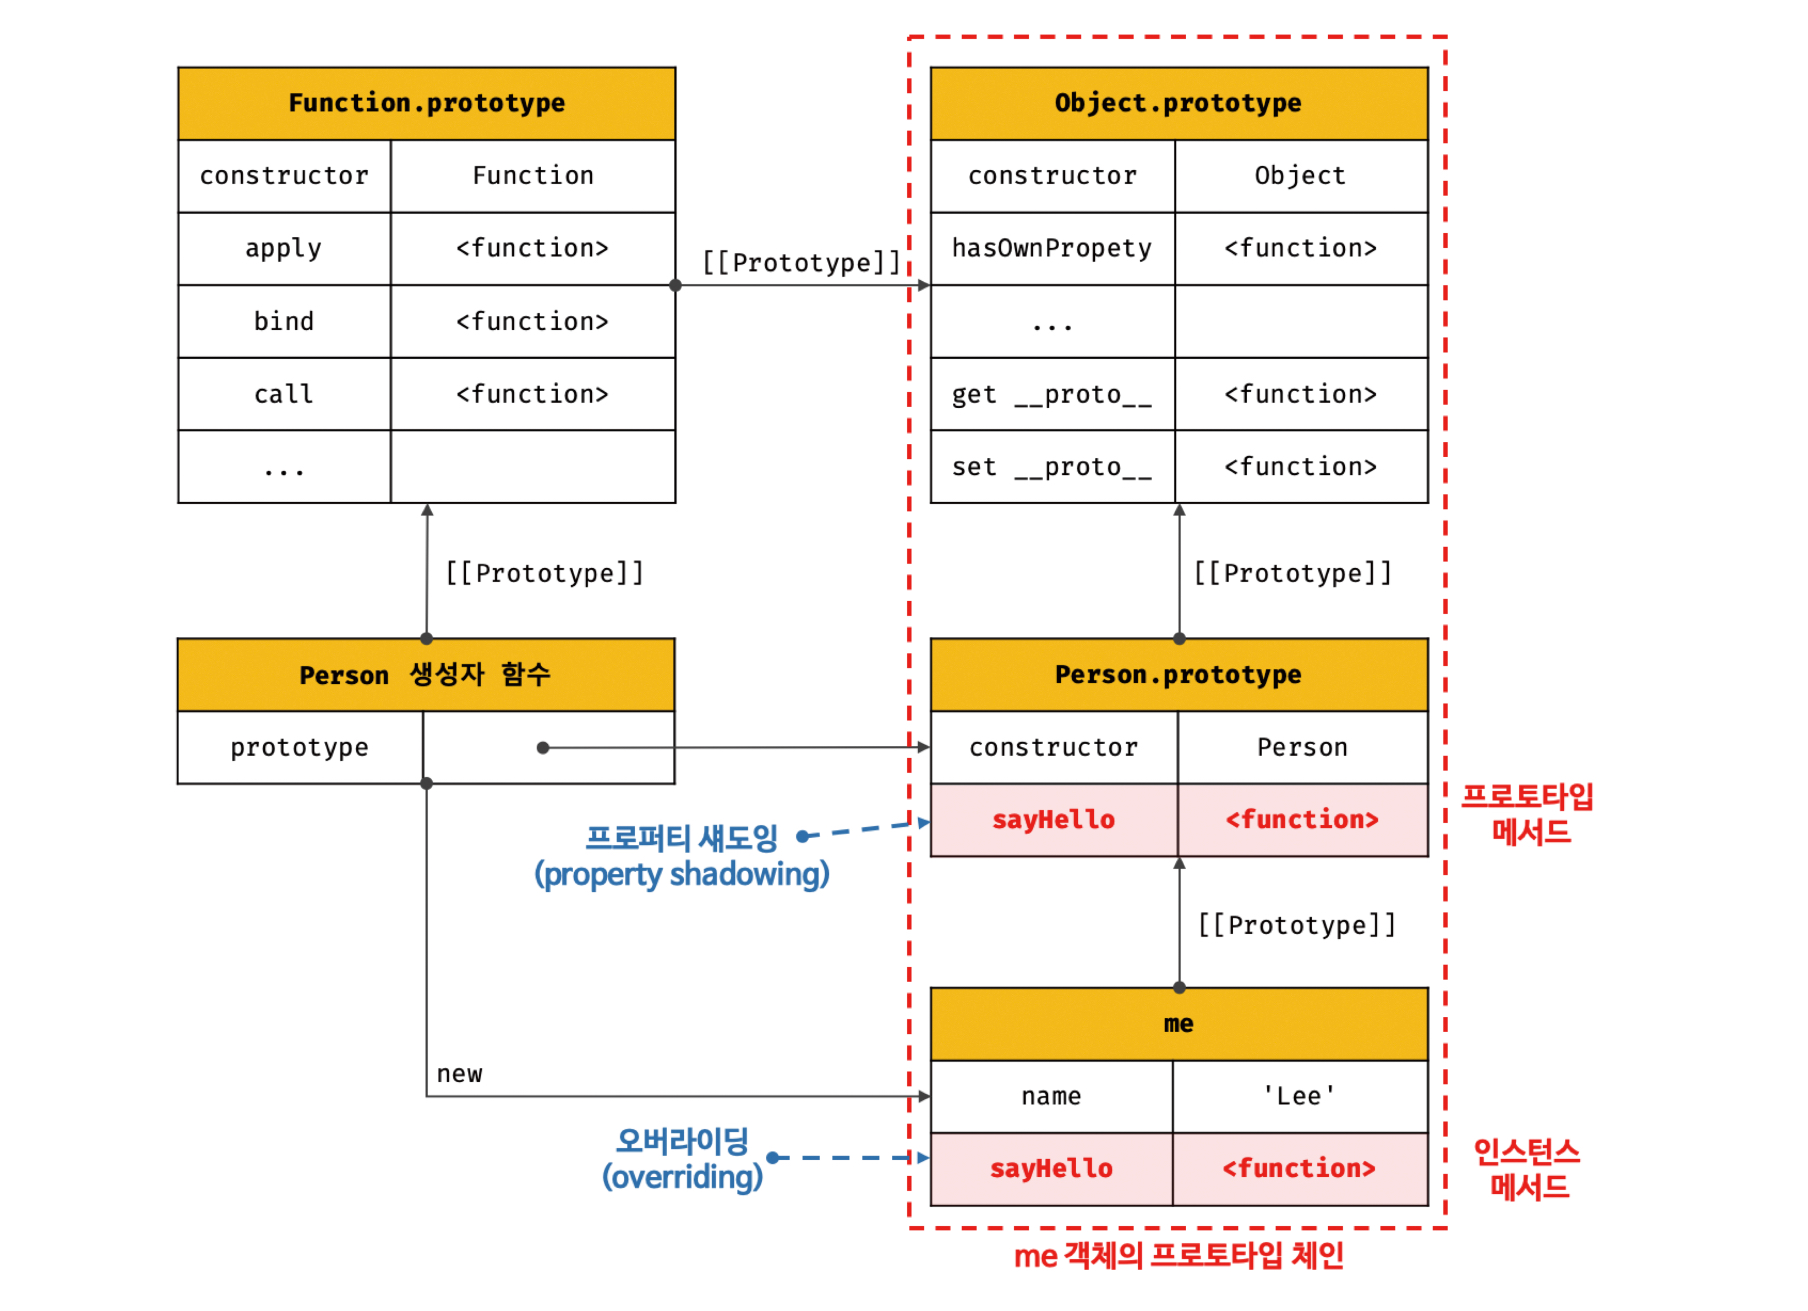 Function.prototype
constructor Function
apply <function>
bind <function>
call <function>
...
[[Prototype]]
Object.prototype
constructor Object
hasOwnPropety <function>
...
get __proto__ <function>
set __proto__ <function>
[[Prototype]]
[[Prototype]]
Person 생성자 함수
prototype
Person.prototype
constructor Person
sayHello <function>
프로토타입
메서드
프로퍼티 섀도잉
(property shadowing)
[[Prototype]]
new
me
name 'Lee'
sayHello <function>
오버라이딩
(overriding)
인스턴스
메서드
me 객체의 프로토타입 체인